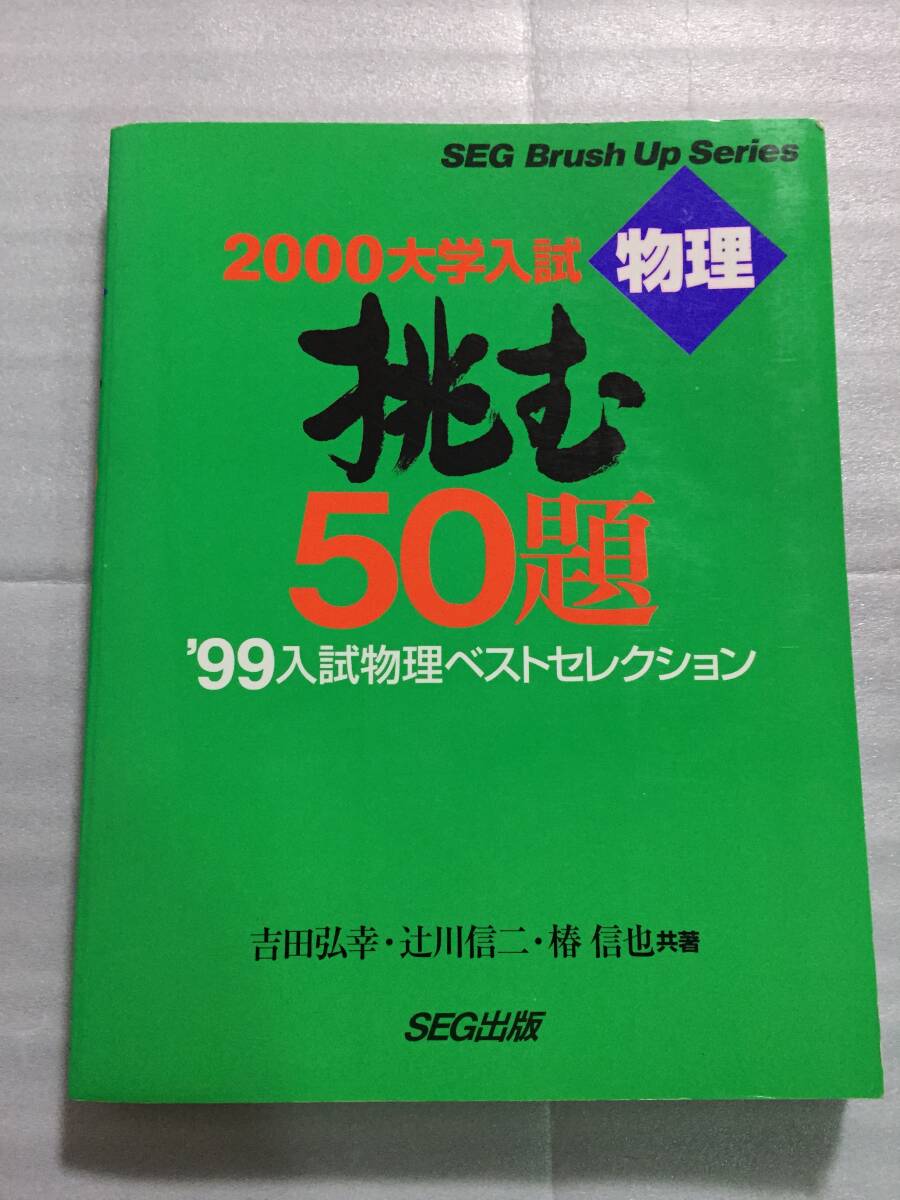 SEG Brush Up Series
2000大学入試
物理
挑む
50題
'99入試物理ベストセレクション
吉田弘幸・辻川信二・椿 信也共著
SEG出版